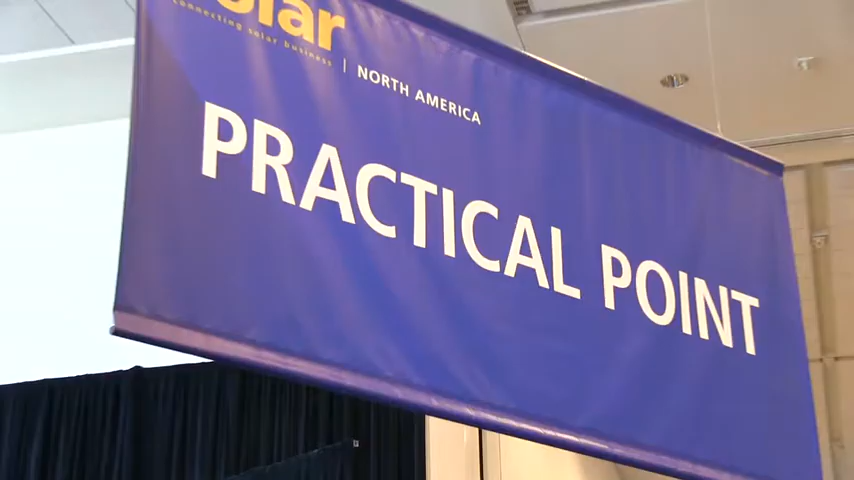 olar
connecting solar business
| NORTH AMERICA
PRACTICAL POINT